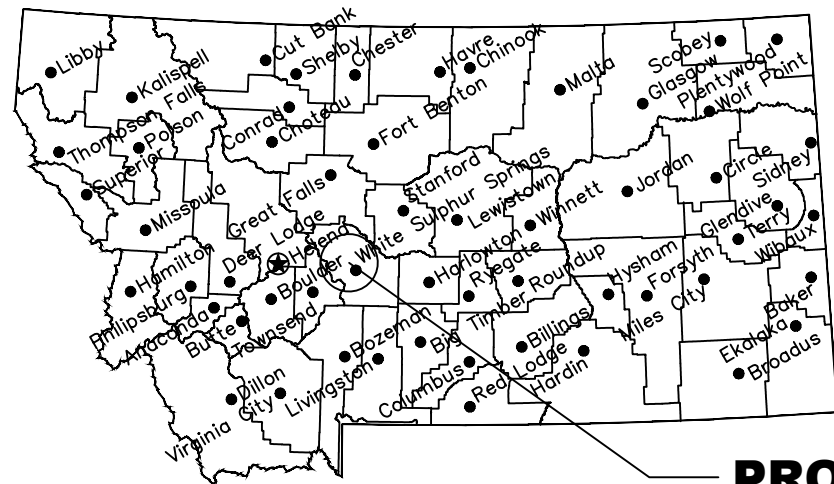 Libby
Cut Bank
Shelby
Chester
Havre
Chinook
Scobey
Plentywood
Kalispell
Malta
Glasgow
Wolf Point
Thompson Falls
Polson
Conrad
Choteau
Fort Benton
Superior
Missoula
Great Falls
Stanford
Lewistown
Winnett
Jordan
Circle
Sidney
Deer Lodge
Helena
White Sulphur Springs
Harlowton
Ryegate
Roundup
Hysham
Forsyth
Glendive
Terry
Wibaux
Hamilton
Philipsburg
Boulder
Anaconda
Butte
Townsend
Bozeman
Big Timber
Billings
Miles City
Baker
Ekalaka
Broadus
Dillon
Virginia City
Livingston
Columbus
Red Lodge
Hardin
PRO